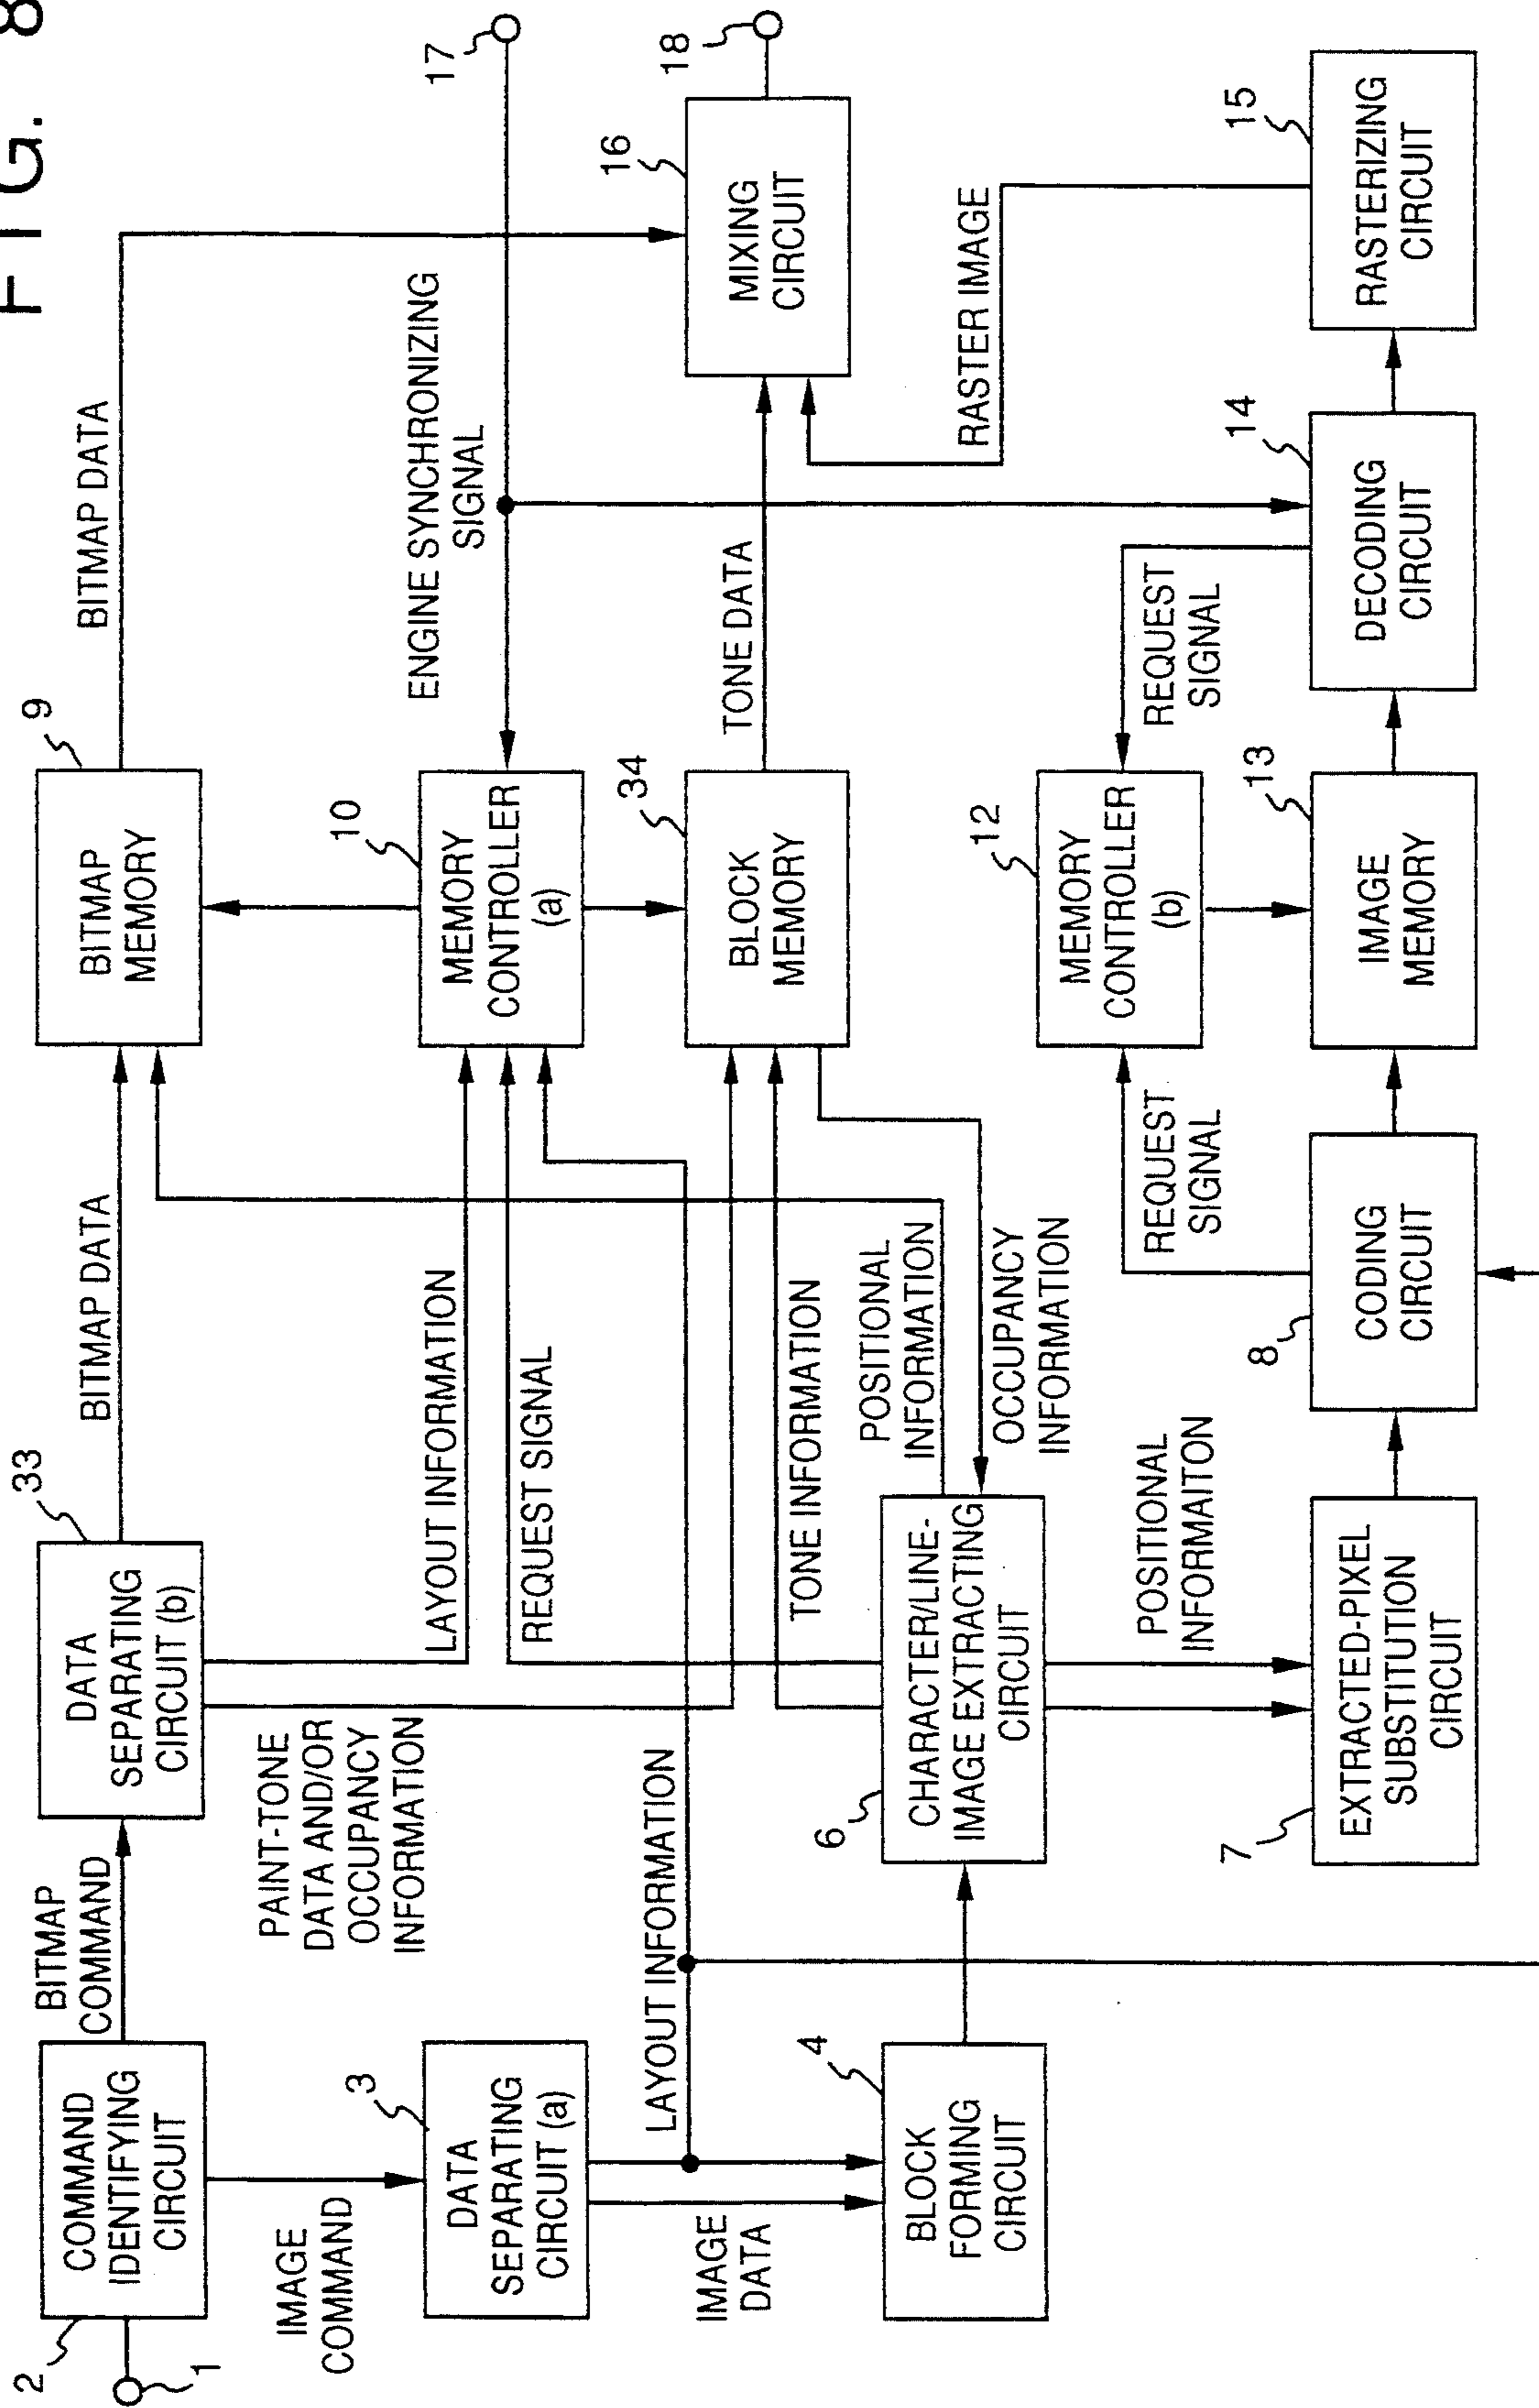 FIG. 8
1
2
COMMAND
IDENTIFYING
CIRCUIT
BITMAP
COMMAND
33
DATA
SEPARATING
CIRCUIT (b)
BITMAP DATA
9
BITMAP
MEMORY
BITMAP DATA
IMAGE
COMMAND
PAINT-TONE
DATA AND/OR
OCCUPANCY
INFORMATION
3
DATA
SEPARATING
CIRCUIT (a)
LAYOUT INFORMATION
REQUEST SIGNAL
10
MEMORY
CONTROLLER
(a)
ENGINE SYNCHRONIZING
SIGNAL
17
IMAGE
DATA
LAYOUT INFORMATION
TONE INFORMATION
34
BLOCK
MEMORY
TONE DATA
16
MIXING
CIRCUIT
18
4
BLOCK
FORMING
CIRCUIT
6
CHARACTER/LINE-
IMAGE EXTRACTING
CIRCUIT
POSITIONAL
INFORMATION
OCCUPANCY
INFORMATION
RASTER IMAGE
12
MEMORY
CONTROLLER
(b)
REQUEST
SIGNAL
REQUEST
SIGNAL
POSITIONAL
INFORMAITON
7
EXTRACTED-PIXEL
SUBSTITUTION
CIRCUIT
8
CODING
CIRCUIT
13
IMAGE
MEMORY
14
DECODING
CIRCUIT
15
RASTERIZING
CIRCUIT